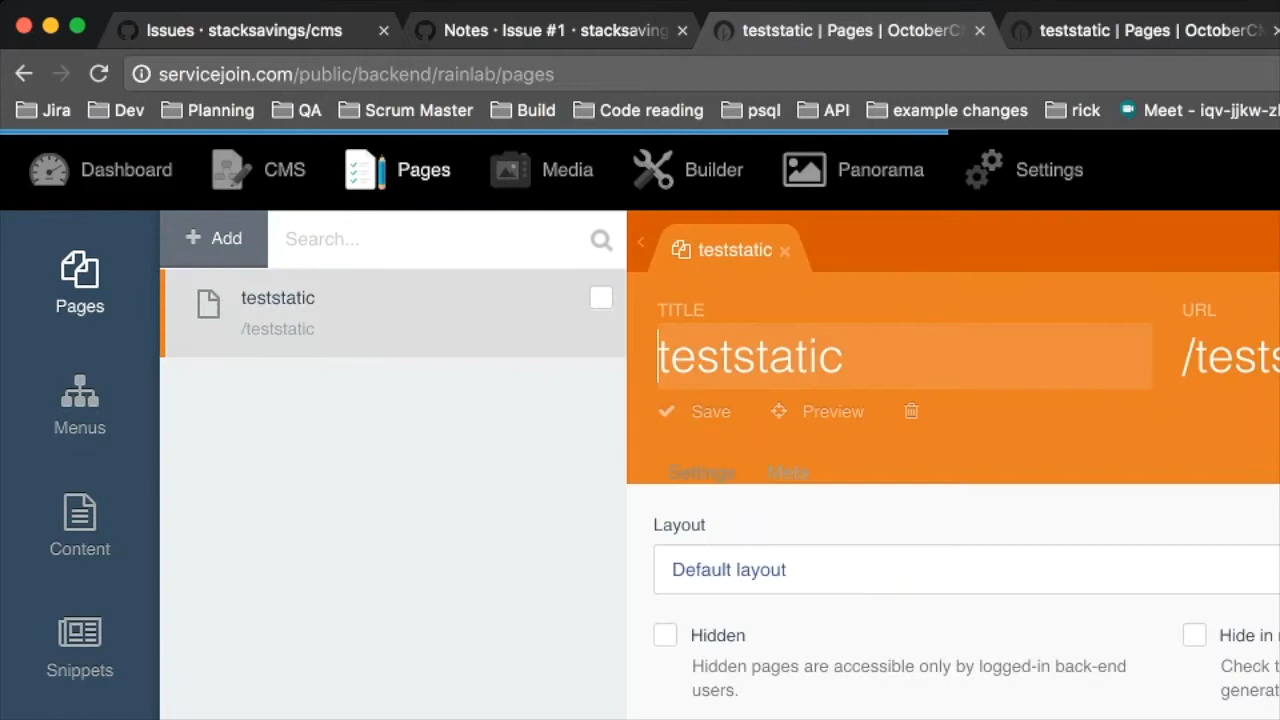 Issues · stacksavings/cms
Notes · Issue #1 · stacksaving
teststatic | Pages | OctoberC
teststatic | Pages | OctoberCM
servicejoin.com/public/backend/rainlab/pages
Jira Dev Planning QA Scrum Master Build Code reading psql API example changes rick Meet – iqv-jjkw-z
Dashboard CMS Pages Media Builder Panorama Settings
Pages
Menus
Content
Snippets
+ Add
Search...
teststatic
/teststatic
teststatic
TITLE
teststatic
URL
/tests
Save Preview
Settings Meta
Layout
Default layout
Hidden
Hidden pages are accessible only by logged-in back-end
users.
Hide in
Check t
generat